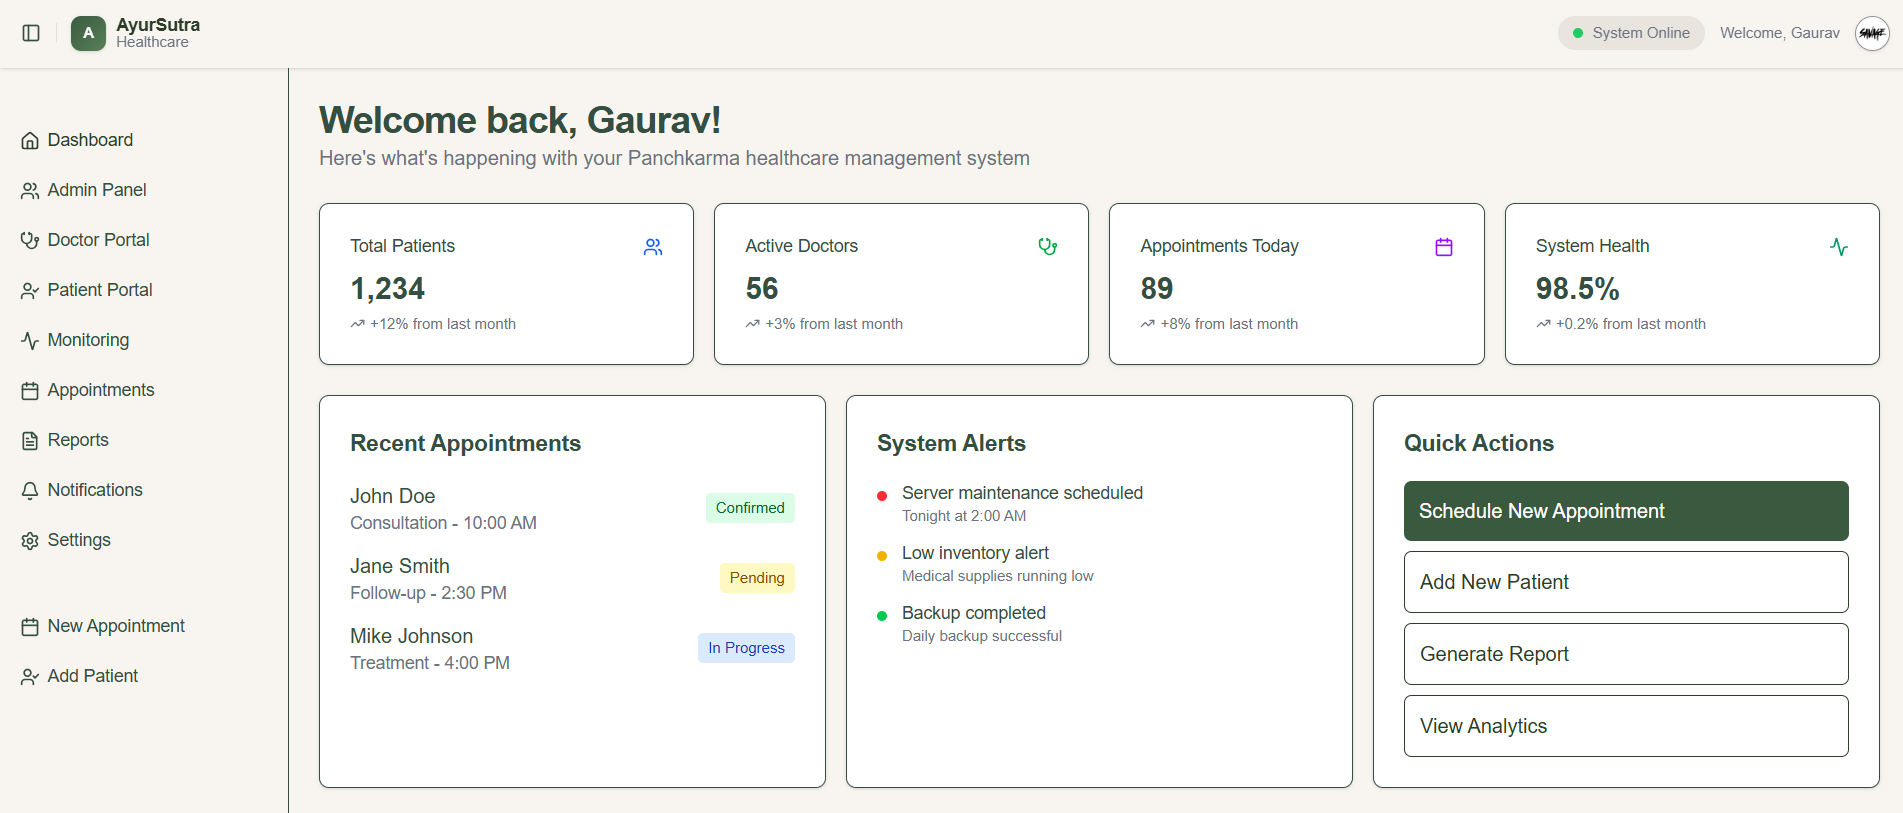 A
AyurSutra
Healthcare
System Online
Welcome, Gaurav
SAVAGE
Dashboard
Admin Panel
Doctor Portal
Patient Portal
Monitoring
Appointments
Reports
Notifications
Settings
New Appointment
Add Patient
Welcome back, Gaurav!
Here's what's happening with your Panchkarma healthcare management system
Total Patients
1,234
+12% from last month
Active Doctors
56
+3% from last month
Appointments Today
89
+8% from last month
System Health
98.5%
+0.2% from last month
Recent Appointments
John Doe
Consultation - 10:00 AM
Confirmed
Jane Smith
Follow-up - 2:30 PM
Pending
Mike Johnson
Treatment - 4:00 PM
In Progress
System Alerts
Server maintenance scheduled
Tonight at 2:00 AM
Low inventory alert
Medical supplies running low
Backup completed
Daily backup successful
Quick Actions
Schedule New Appointment
Add New Patient
Generate Report
View Analytics